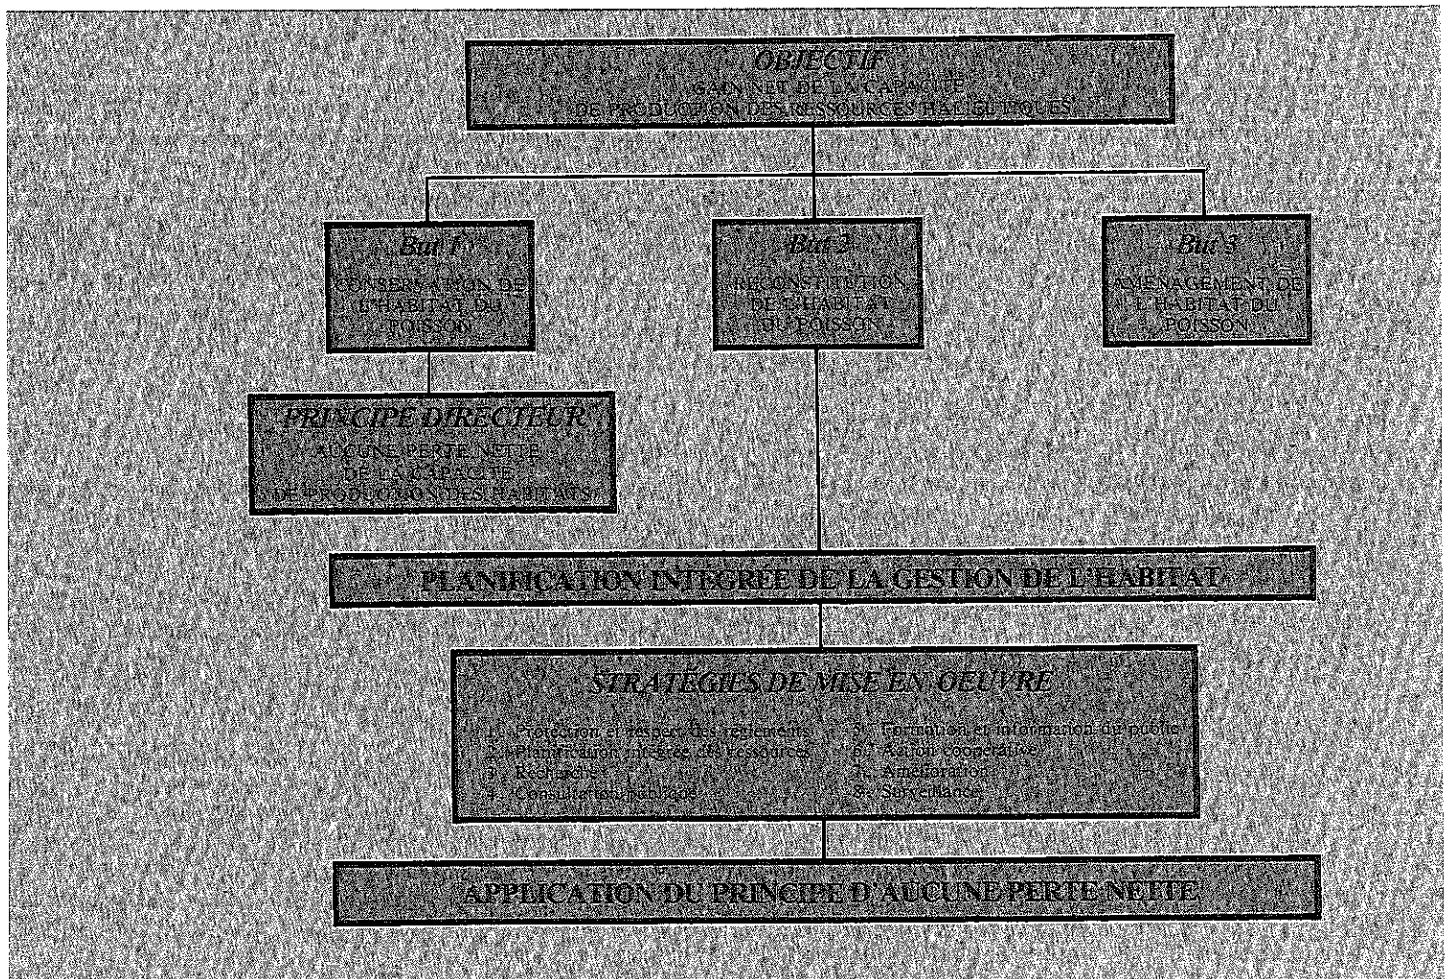 OBJECTIF
GAIN NET DE LA CAPACITÉ
DE PRODUCTION DES RESSOURCES HALIEUTIQUES
But 1
CONSERVATION DE
L'HABITAT DU
POISSON
But 2
RECONSTITUTION
DE L'HABITAT
DU POISSON
But 3
AMÉNAGEMENT DE
L'HABITAT DU
POISSON
PRINCIPE DIRECTEUR
AUCUNE PERTE NETTE
DE LA CAPACITÉ
DE PRODUCTION DES HABITATS
PLANIFICATION INTÉGRÉE DE LA GESTION DE L'HABITAT
STRATÉGIES DE MISE EN OEUVRE
1. Protection et respect des règlements
2. Planification intégrée des ressources
3. Recherche
4. Consultation publique
5. Formation et information du public
6. Action coopérative
7. Amélioration
8. Surveillance
APPLICATION DU PRINCIPE D'AUCUNE PERTE NETTE